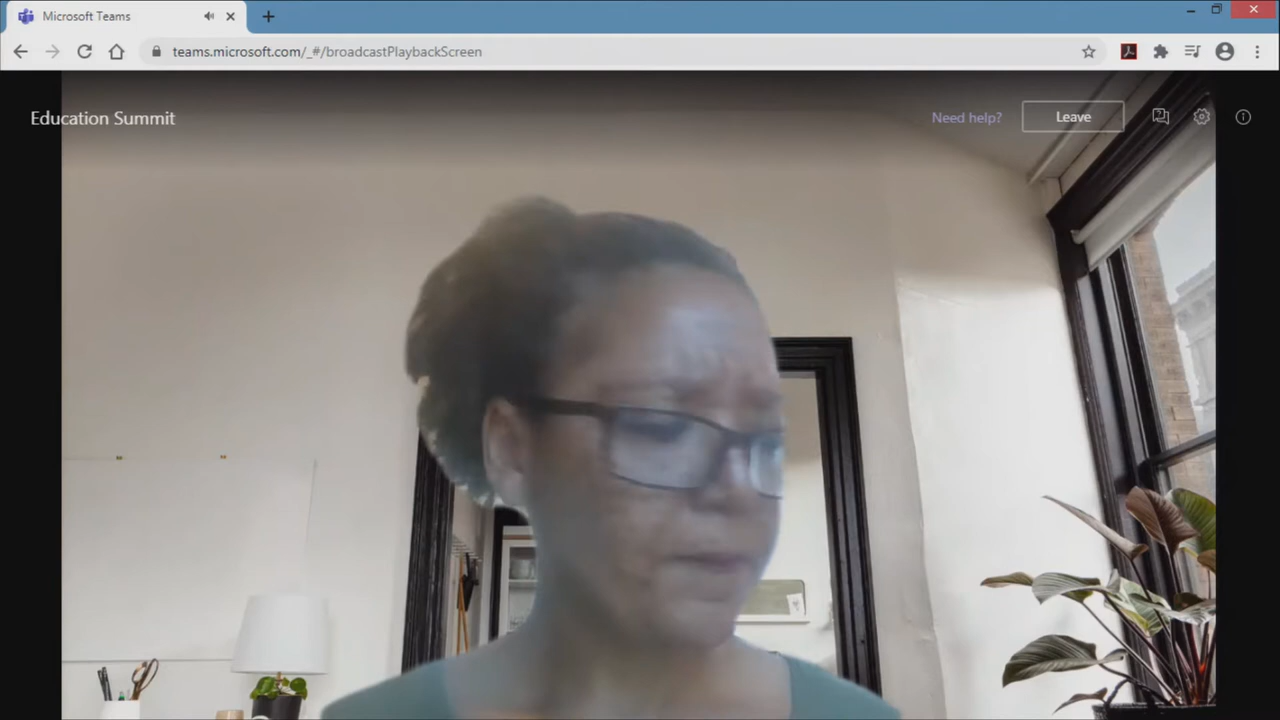 Microsoft Teams
teams.microsoft.com/_#/broadcastPlaybackScreen
Education Summit
Need help?
Leave